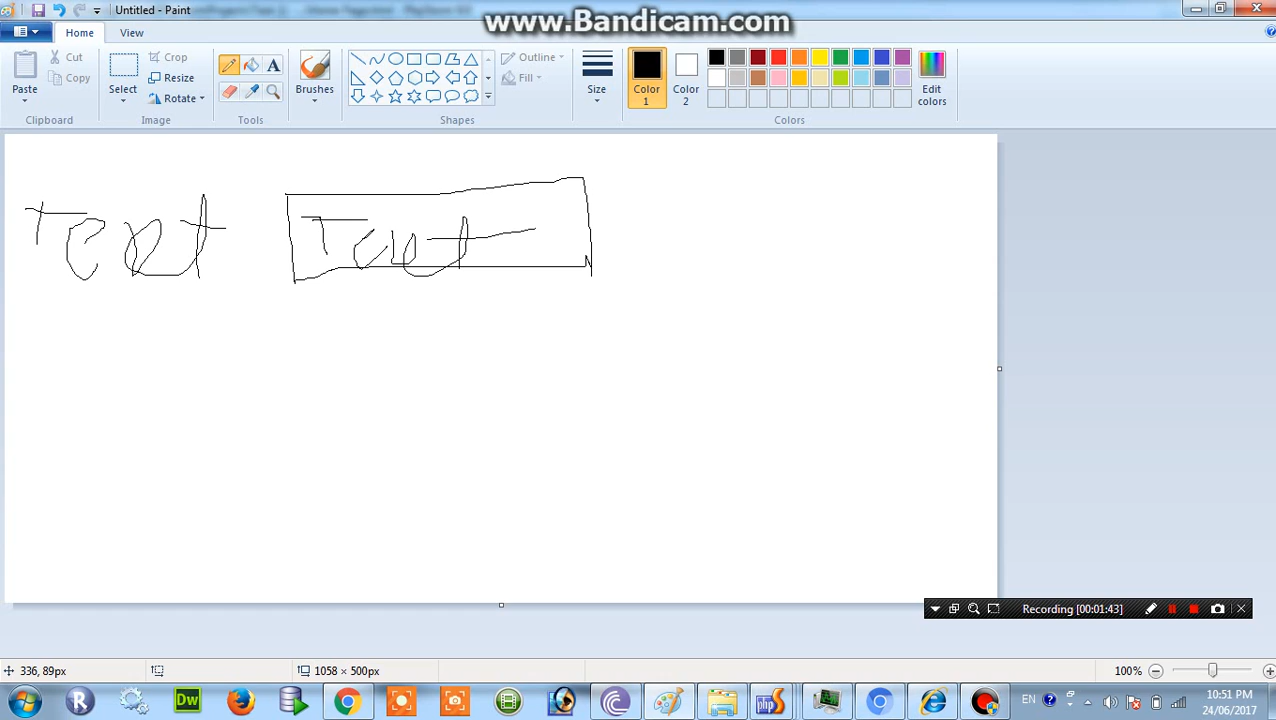 www.Bandicam.com
Untitled - Paint
Home View
Paste
Cut
Copy
Clipboard
Select
Crop
Resize
Rotate
Image
A
Tools
Brushes
Outline
Fill
Shapes
Size
Color 1
Color 2
Edit colors
Colors
Text Text
Recording [00:01:43]
336, 89px 1058 × 500px 100%
R Dw php EN 10:51 PM
24/06/2017